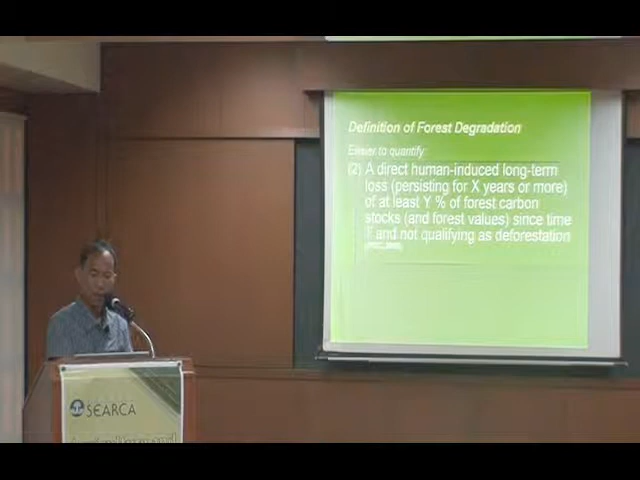 Definition of Forest Degradation
Easier to quantify:
(2) A direct human-induced long-term
loss (persisting for X years or more)
of at least Y % of forest carbon
stocks (and forest values) since time
and not qualifying as deforestation
SEARCA